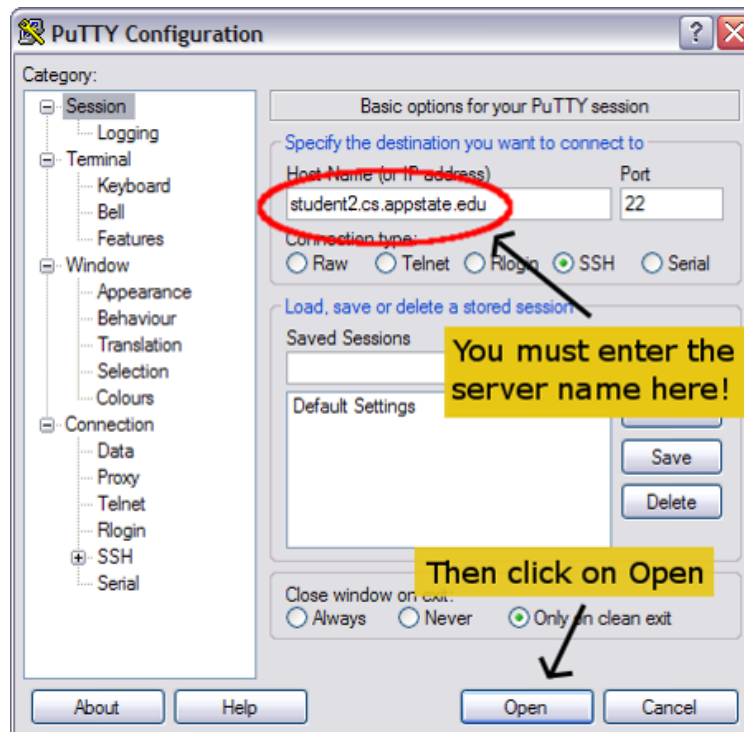 PuTTY Configuration
Category:
Session
Logging
Terminal
Keyboard
Bell
Features
Window
Appearance
Behaviour
Translation
Selection
Colours
Connection
Data
Proxy
Telnet
Rlogin
SSH
Serial
Basic options for your PuTTY session
Specify the destination you want to connect to
Host Name (or IP address) Port
student2.cs.appstate.edu 22
Connection type:
Raw Telnet Rlogin SSH Serial
Load, save or delete a stored session
Saved Sessions
You must enter the
server name here!
Default Settings
Save
Delete
Then click on Open
Close window on exit:
Always Never Only on clean exit
About Help Open Cancel